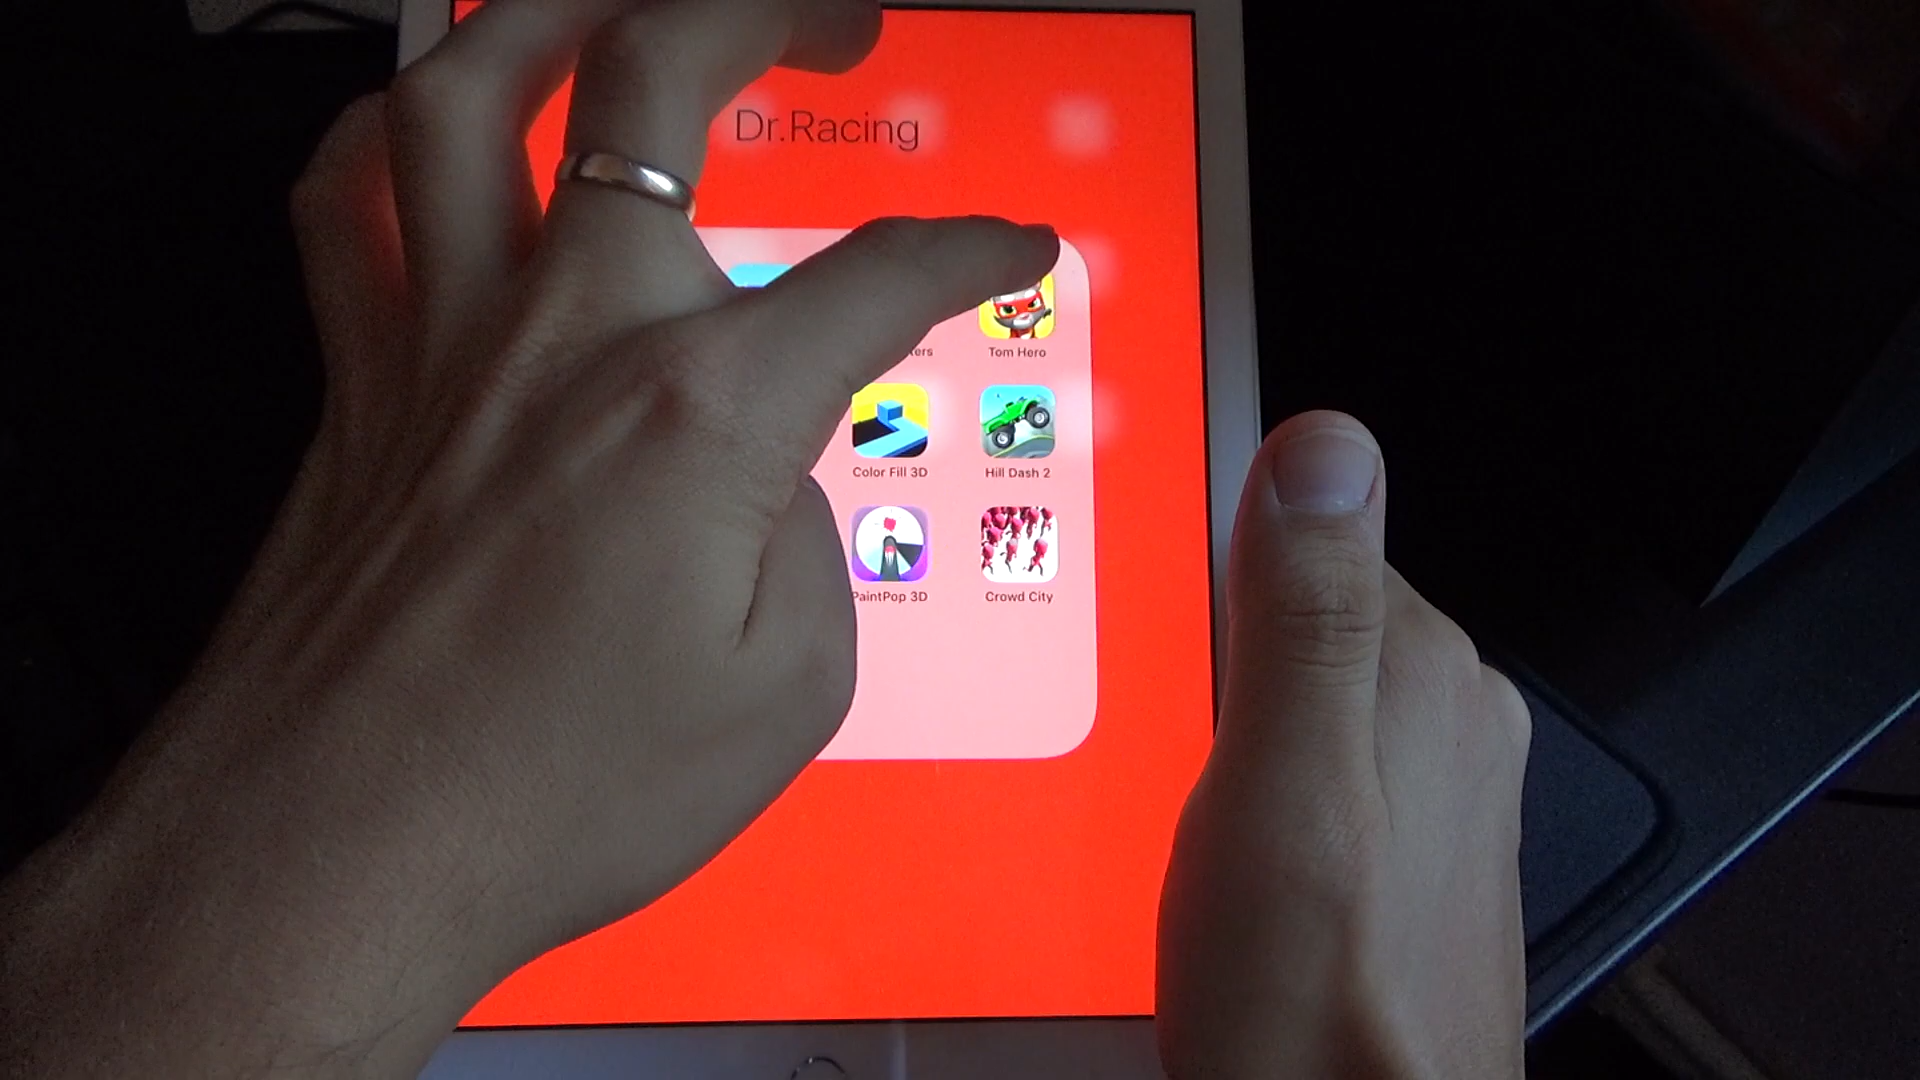 Dr.Racing
Tom Hero
Color Fill 3D
Hill Dash 2
PaintPop 3D
Crowd City